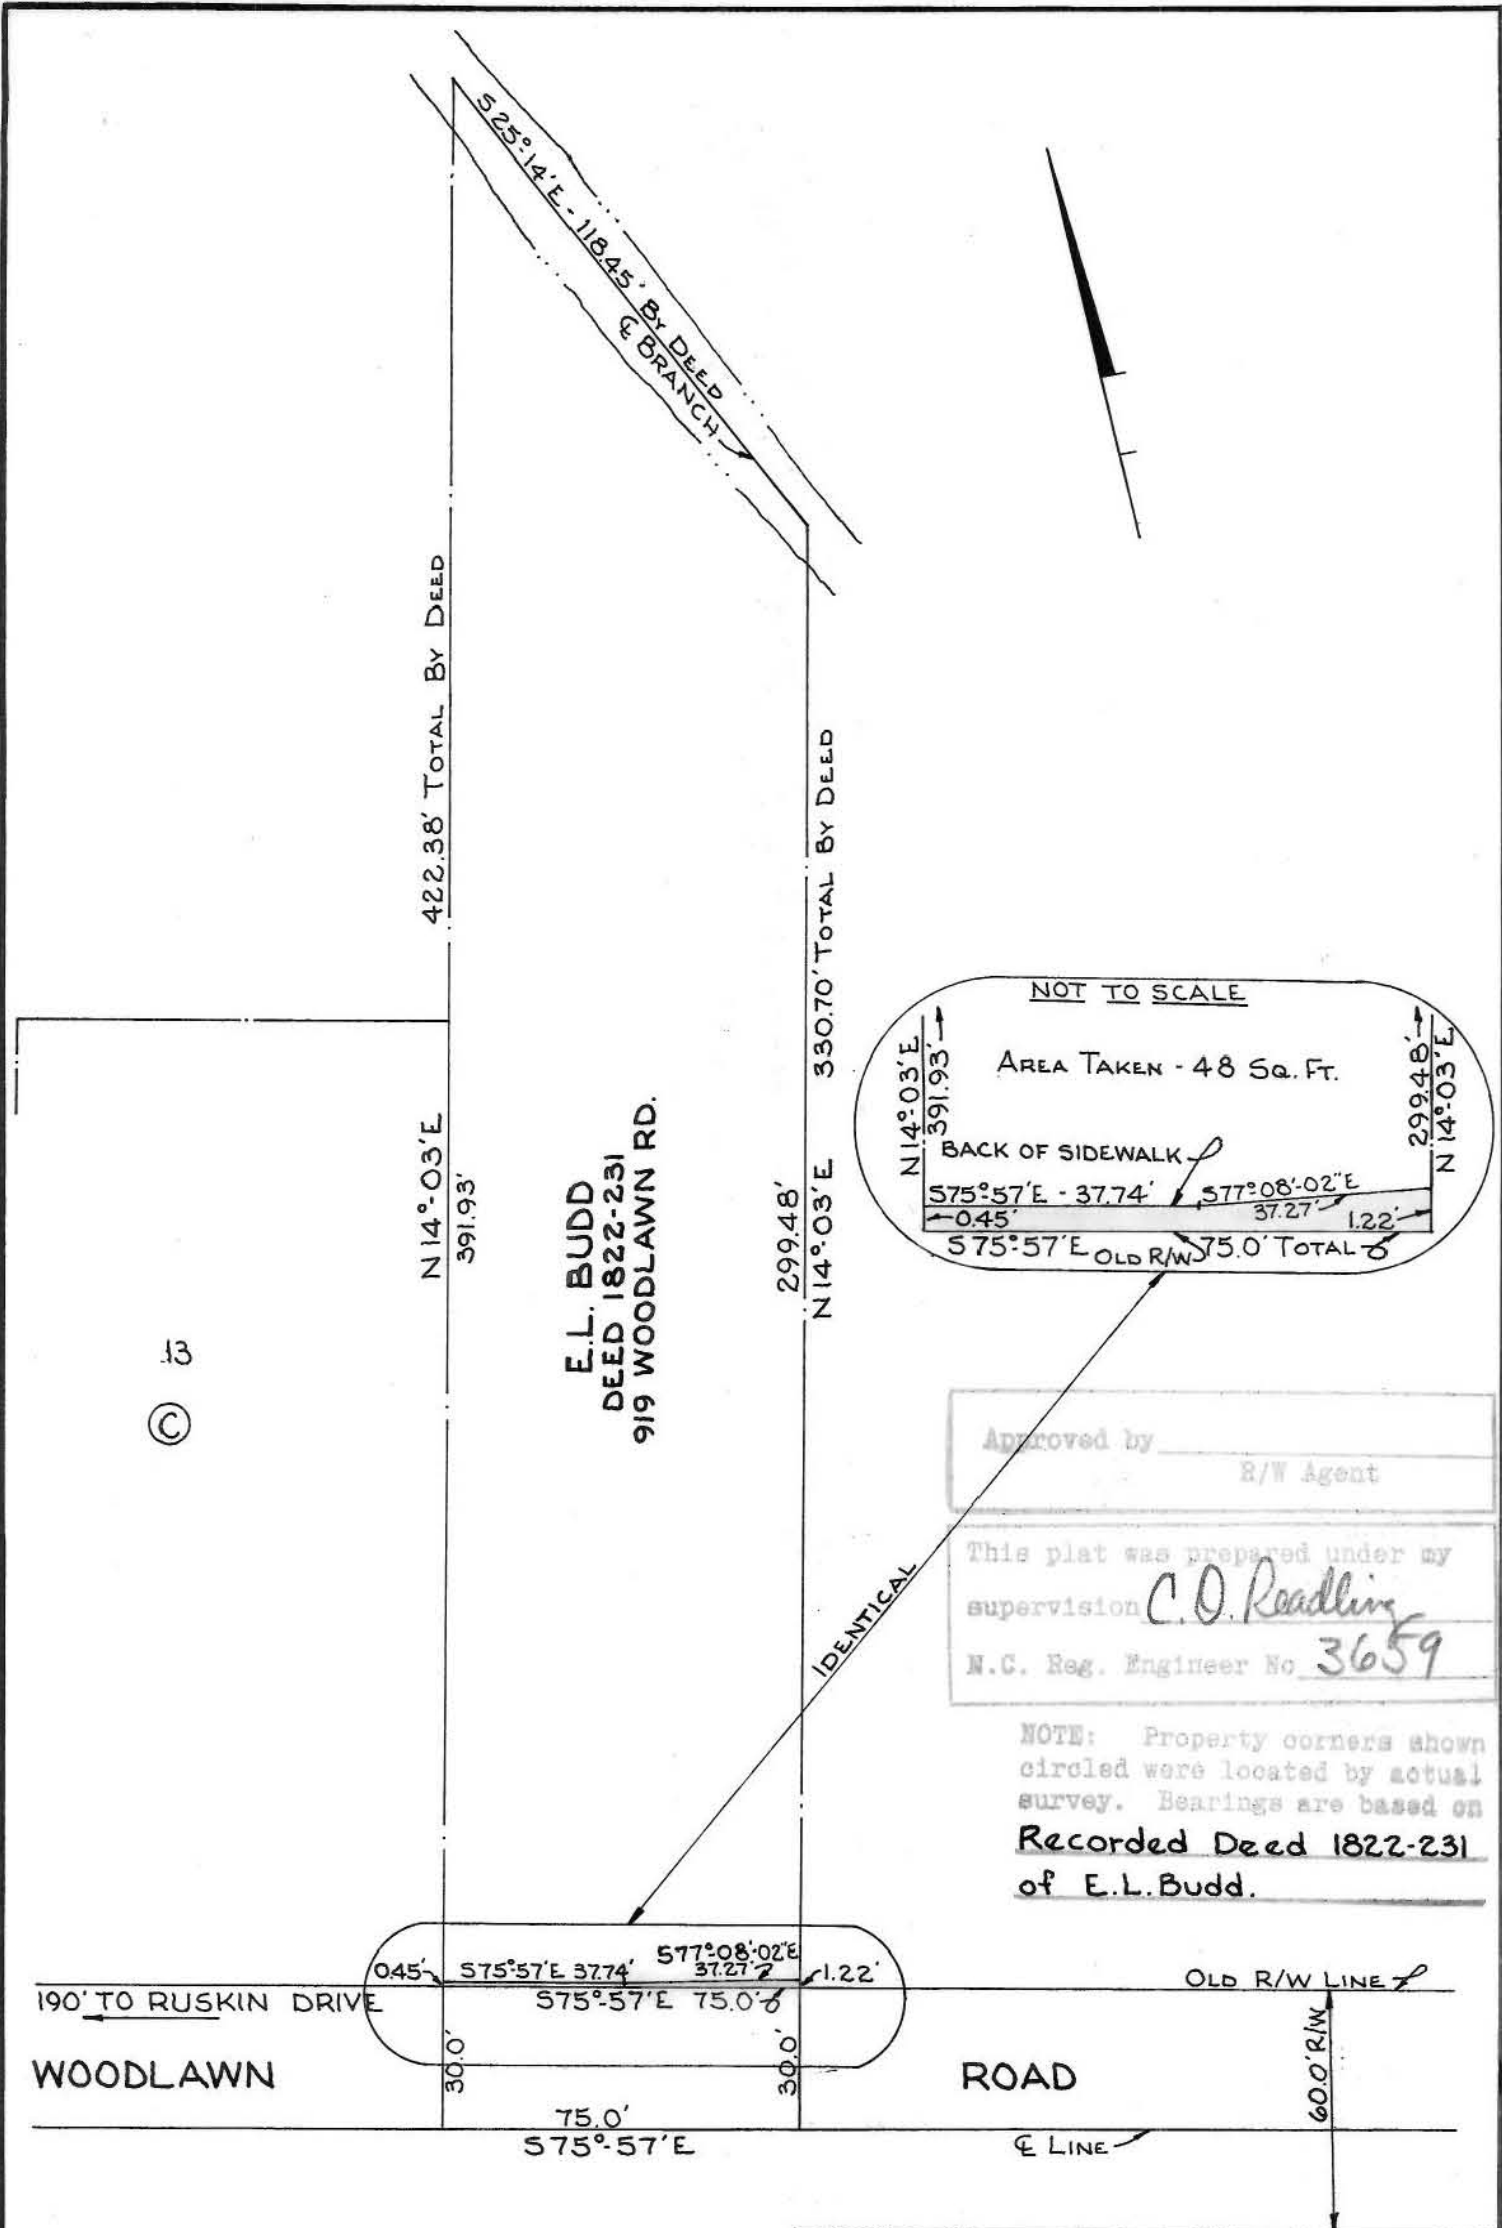 S25°-14'E - 118.45' BY DEED
℄ BRANCH
422.38' TOTAL BY DEED
330.70' TOTAL BY DEED
N14°-03'E
391.93'
299.48'
N14°-03'E
E.L. BUDD
DEED 1822-231
919 WOODLAWN RD.
13
C
NOT TO SCALE
AREA TAKEN - 48 SQ. FT.
N14°-03'E
391.93'
299.48'
N14°-03'E
BACK OF SIDEWALK
S75°-57'E - 37.74'
S77°-08'-02"E
37.27'
0.45'
1.22'
S75°-57'E
OLD R/W
75.0' TOTAL
IDENTICAL
Approved by
R/W Agent
This plat was prepared under my
supervision C.O. Readling
N.C. Reg. Engineer No 3659
NOTE: Property corners shown
circled were located by actual
survey. Bearings are based on
Recorded Deed 1822-231
of E.L. Budd.
0.45'
S75°-57'E 37.74'
S77°-08'-02"E
37.27'
1.22'
S75°-57'E 75.0'
OLD R/W LINE
190' TO RUSKIN DRIVE
30.0'
30.0'
60.0' R/W
WOODLAWN ROAD
75.0'
S75°-57'E
℄ LINE